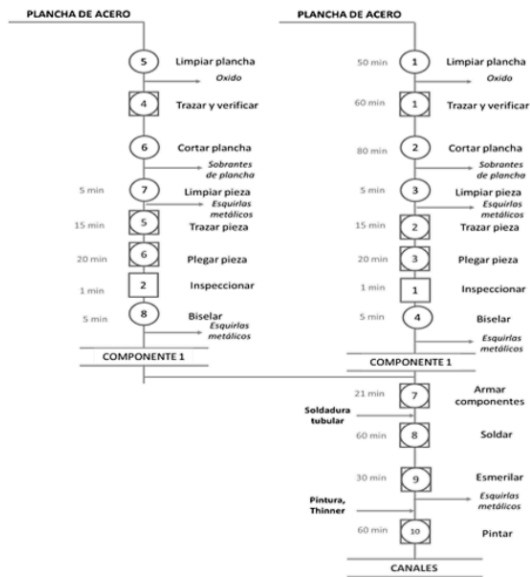 PLANCHA DE ACERO
5
Limpiar plancha
Oxido
4
Trazar y verificar
6
Cortar plancha
Sobrantes
de plancha
5 min
7
Limpiar pieza
Esquirlas
metálicos
15 min
5
Trazar pieza
20 min
6
Plegar pieza
1 min
2
Inspeccionar
5 min
8
Biselar
Esquirlas
metálicos
COMPONENTE 1
PLANCHA DE ACERO
50 min
1
Limpiar plancha
Oxido
60 min
1
Trazar y verificar
80 min
2
Cortar plancha
Sobrantes
de plancha
5 min
3
Limpiar pieza
Esquirlas
metálicos
15 min
2
Trazar pieza
20 min
3
Plegar pieza
1 min
1
Inspeccionar
5 min
4
Biselar
Esquirlas
metálicos
COMPONENTE 1
21 min
7
Armar
componentes
Soldadura
tubular
60 min
8
Soldar
30 min
9
Esmerilar
Esquirlas
metálicos
Pintura,
Thinner
60 min
10
Pintar
CANALES